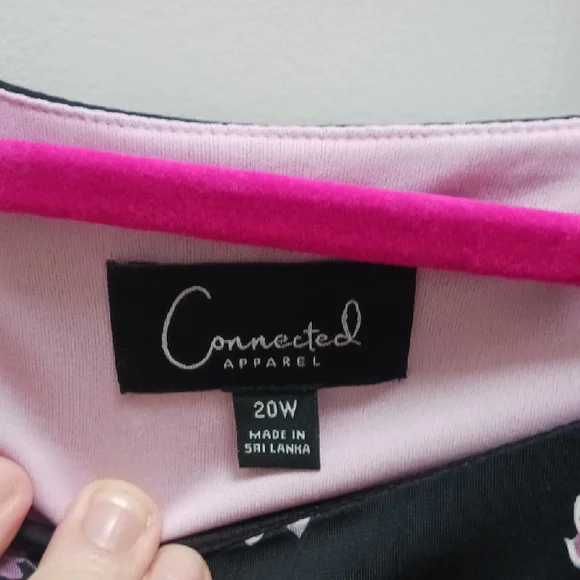 Connected
APPAREL
20W
MADE IN
SRI LANKA